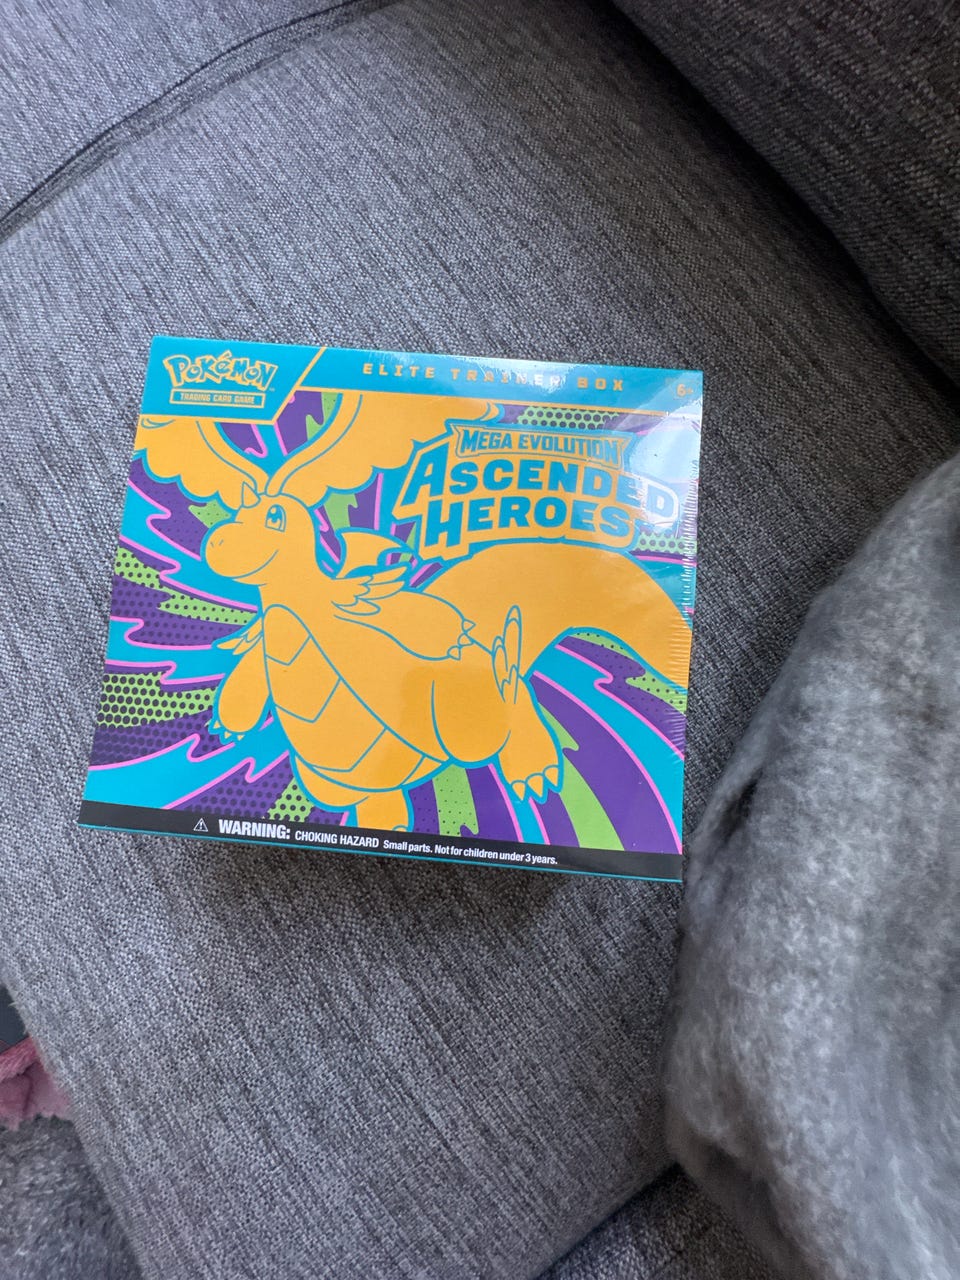 POKéMON
TRADING CARD GAME
ELITE TRAINER BOX
6+
MEGA EVOLUTION
ASCENDED
HEROES
WARNING: CHOKING HAZARD Small parts. Not for children under 3 years.